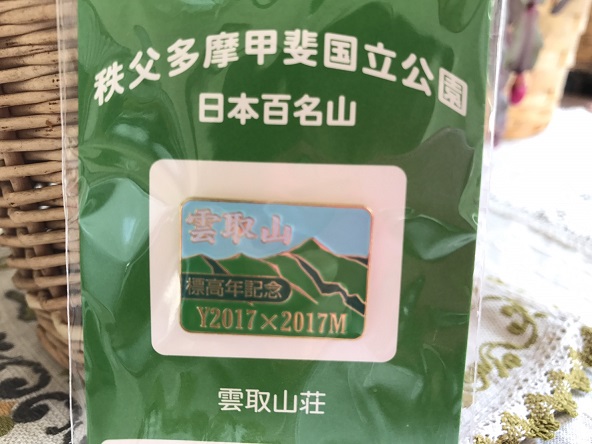 秩父多摩甲斐国立公園
日本百名山
雲取山
標高年記念
Y2017×2017M
雲取山荘